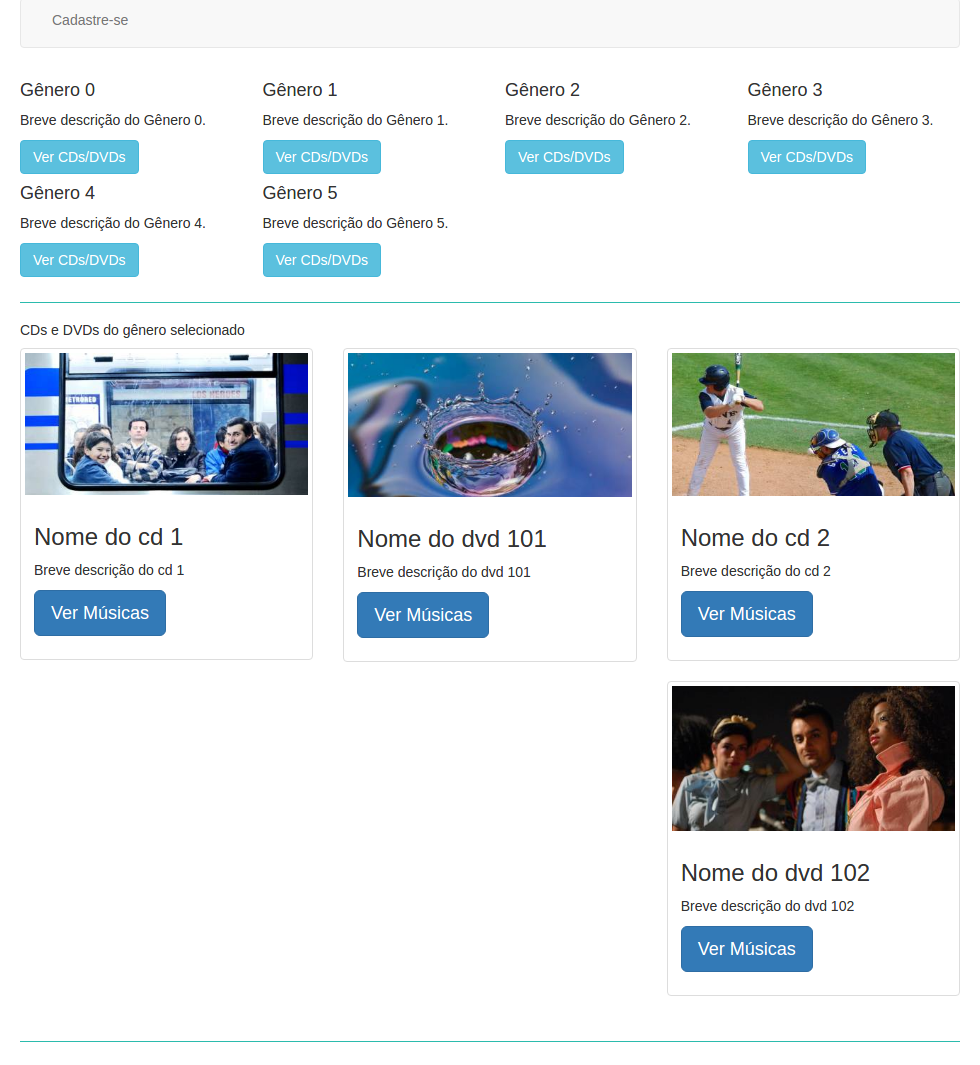 Cadastre-se
Gênero 0
Gênero 1
Gênero 2
Gênero 3
Breve descrição do Gênero 0.
Breve descrição do Gênero 1.
Breve descrição do Gênero 2.
Breve descrição do Gênero 3.
Ver CDs/DVDs
Ver CDs/DVDs
Ver CDs/DVDs
Ver CDs/DVDs
Gênero 4
Gênero 5
Breve descrição do Gênero 4.
Breve descrição do Gênero 5.
Ver CDs/DVDs
Ver CDs/DVDs
CDs e DVDs do gênero selecionado
Nome do cd 1
Breve descrição do cd 1
Ver Músicas
Nome do dvd 101
Breve descrição do dvd 101
Ver Músicas
Nome do cd 2
Breve descrição do cd 2
Ver Músicas
Nome do dvd 102
Breve descrição do dvd 102
Ver Músicas